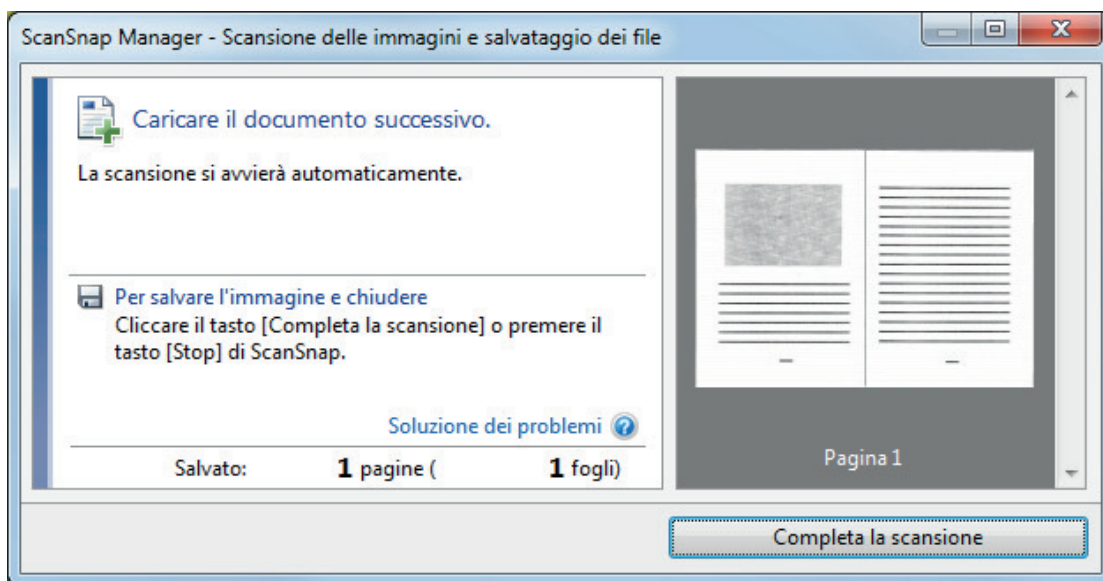 ScanSnap Manager - Scansione delle immagini e salvataggio dei file
Caricare il documento successivo.
La scansione si avvierà automaticamente.
Per salvare l'immagine e chiudere
Cliccare il tasto [Completa la scansione] o premere il
tasto [Stop] di ScanSnap.
Soluzione dei problemi
Salvato: 1 pagine ( 1 fogli)
Pagina 1
Completa la scansione